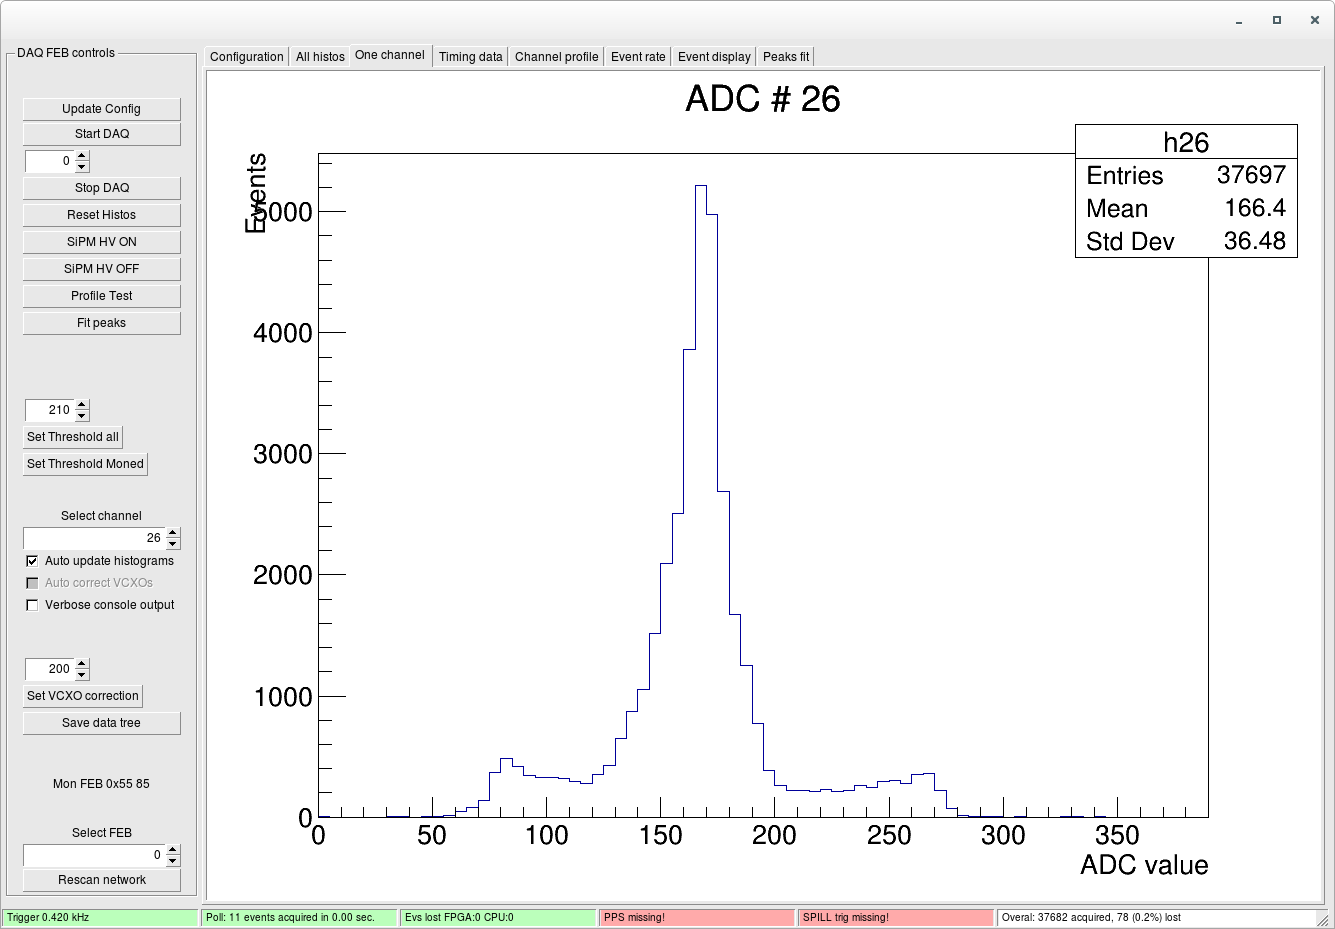 DAQ FEB controls
Update Config
Start DAQ
0
Stop DAQ
Reset Histos
SiPM HV ON
SiPM HV OFF
Profile Test
Fit peaks
210
Set Threshold all
Set Threshold Moned
Select channel
26
Auto update histograms
Auto correct VCXOs
Verbose console output
200
Set VCXO correction
Save data tree
Mon FEB 0x55 85
Select FEB
0
Rescan network
Configuration All histos One channel Timing data Channel profile Event rate Event display Peaks fit
ADC # 26
h26
Entries 37697
Mean 166.4
Std Dev 36.48
Events
5000
4000
3000
2000
1000
0
0 50 100 150 200 250 300 350
ADC value
Trigger 0.420 kHz Poll: 11 events acquired in 0.00 sec. Evs lost FPGA:0 CPU:0 PPS missing! SPILL trig missing! Overal: 37682 acquired, 78 (0.2%) lost